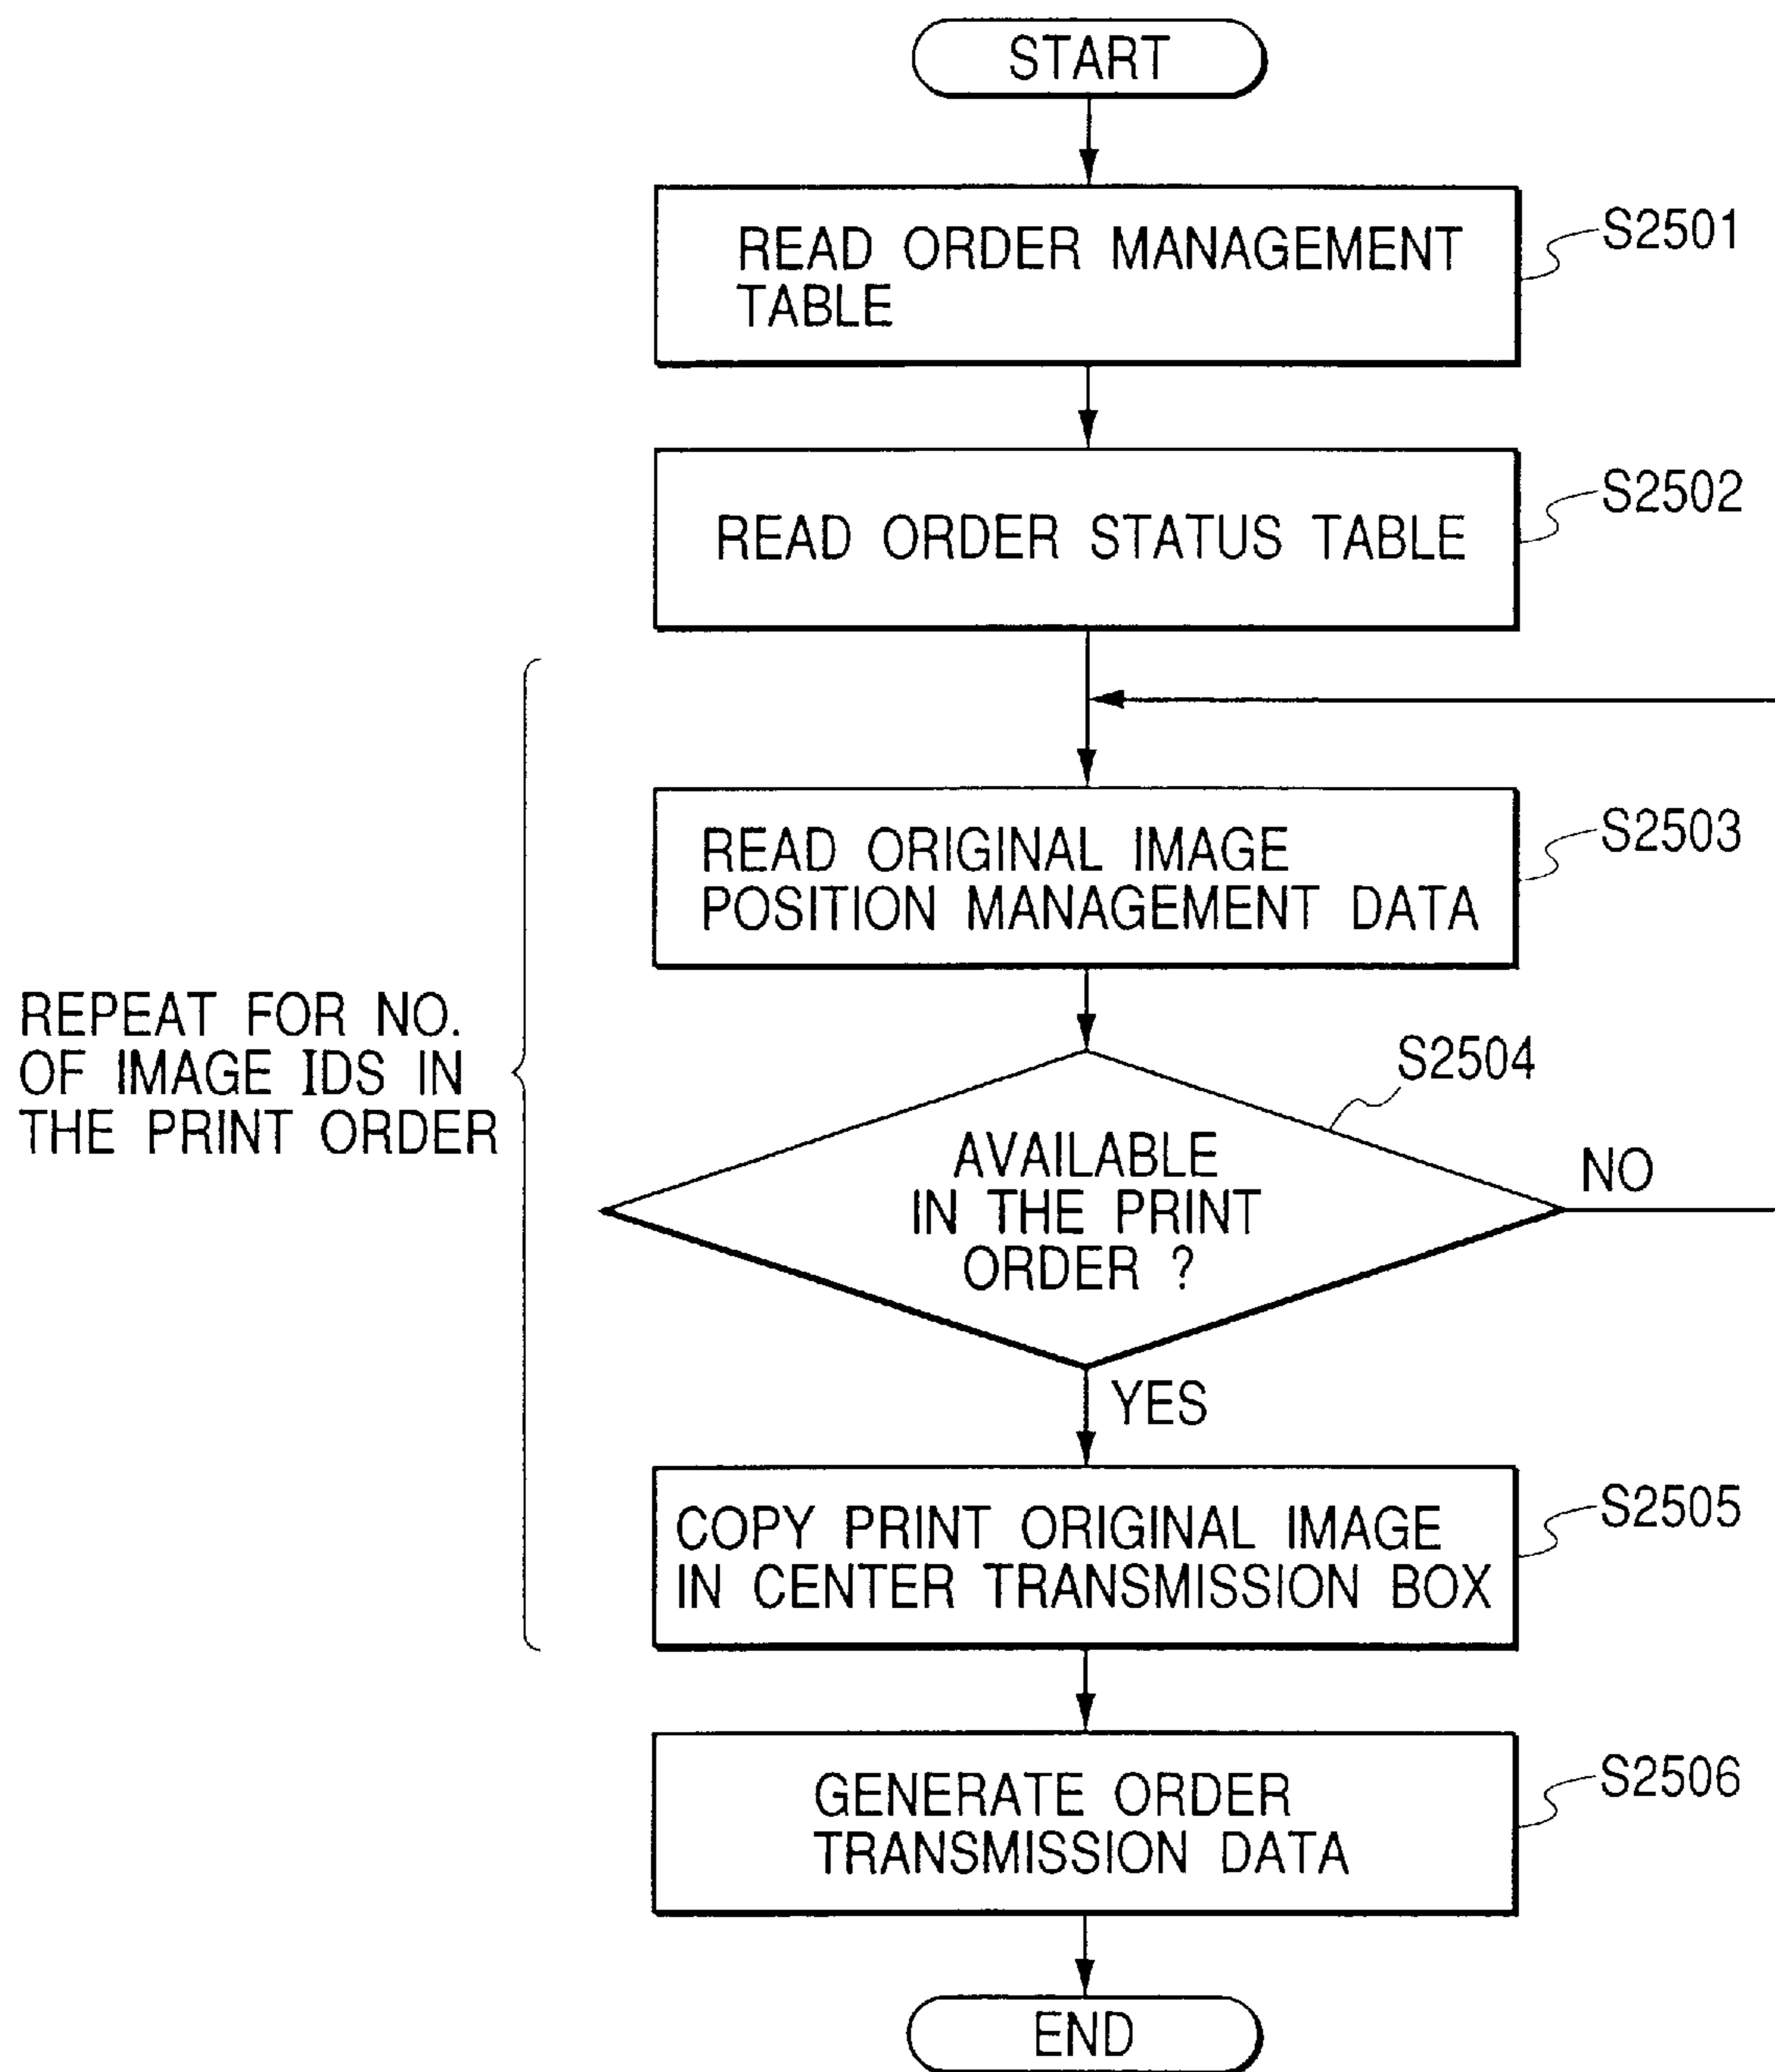 START
READ ORDER MANAGEMENT
TABLE
S2501
READ ORDER STATUS TABLE
S2502
READ ORIGINAL IMAGE
POSITION MANAGEMENT DATA
S2503
REPEAT FOR NO.
OF IMAGE IDS IN
THE PRINT ORDER
S2504
AVAILABLE
IN THE PRINT
ORDER ?
NO
YES
COPY PRINT ORIGINAL IMAGE
IN CENTER TRANSMISSION BOX
S2505
GENERATE ORDER
TRANSMISSION DATA
S2506
END